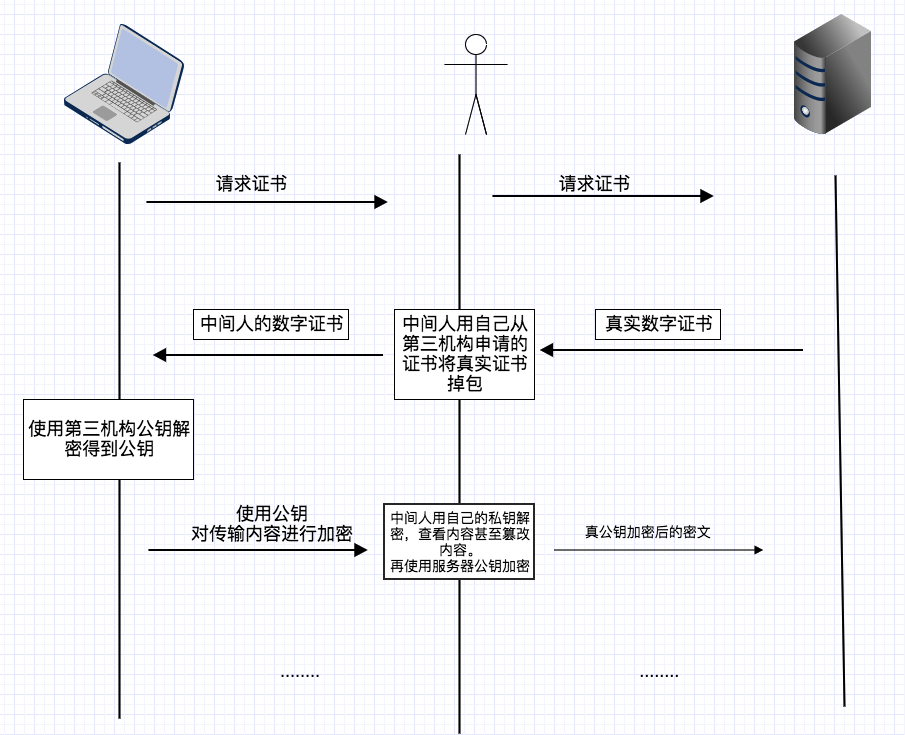 请求证书
请求证书
中间人的数字证书
中间人用自己从
第三机构申请的
证书将真实证书
掉包
真实数字证书
使用第三机构公钥解
密得到公钥
使用公钥
对传输内容进行加密
中间人用自己的私钥解
密，查看内容甚至篡改
内容。
再使用服务器公钥加密
真公钥加密后的密文
........
........